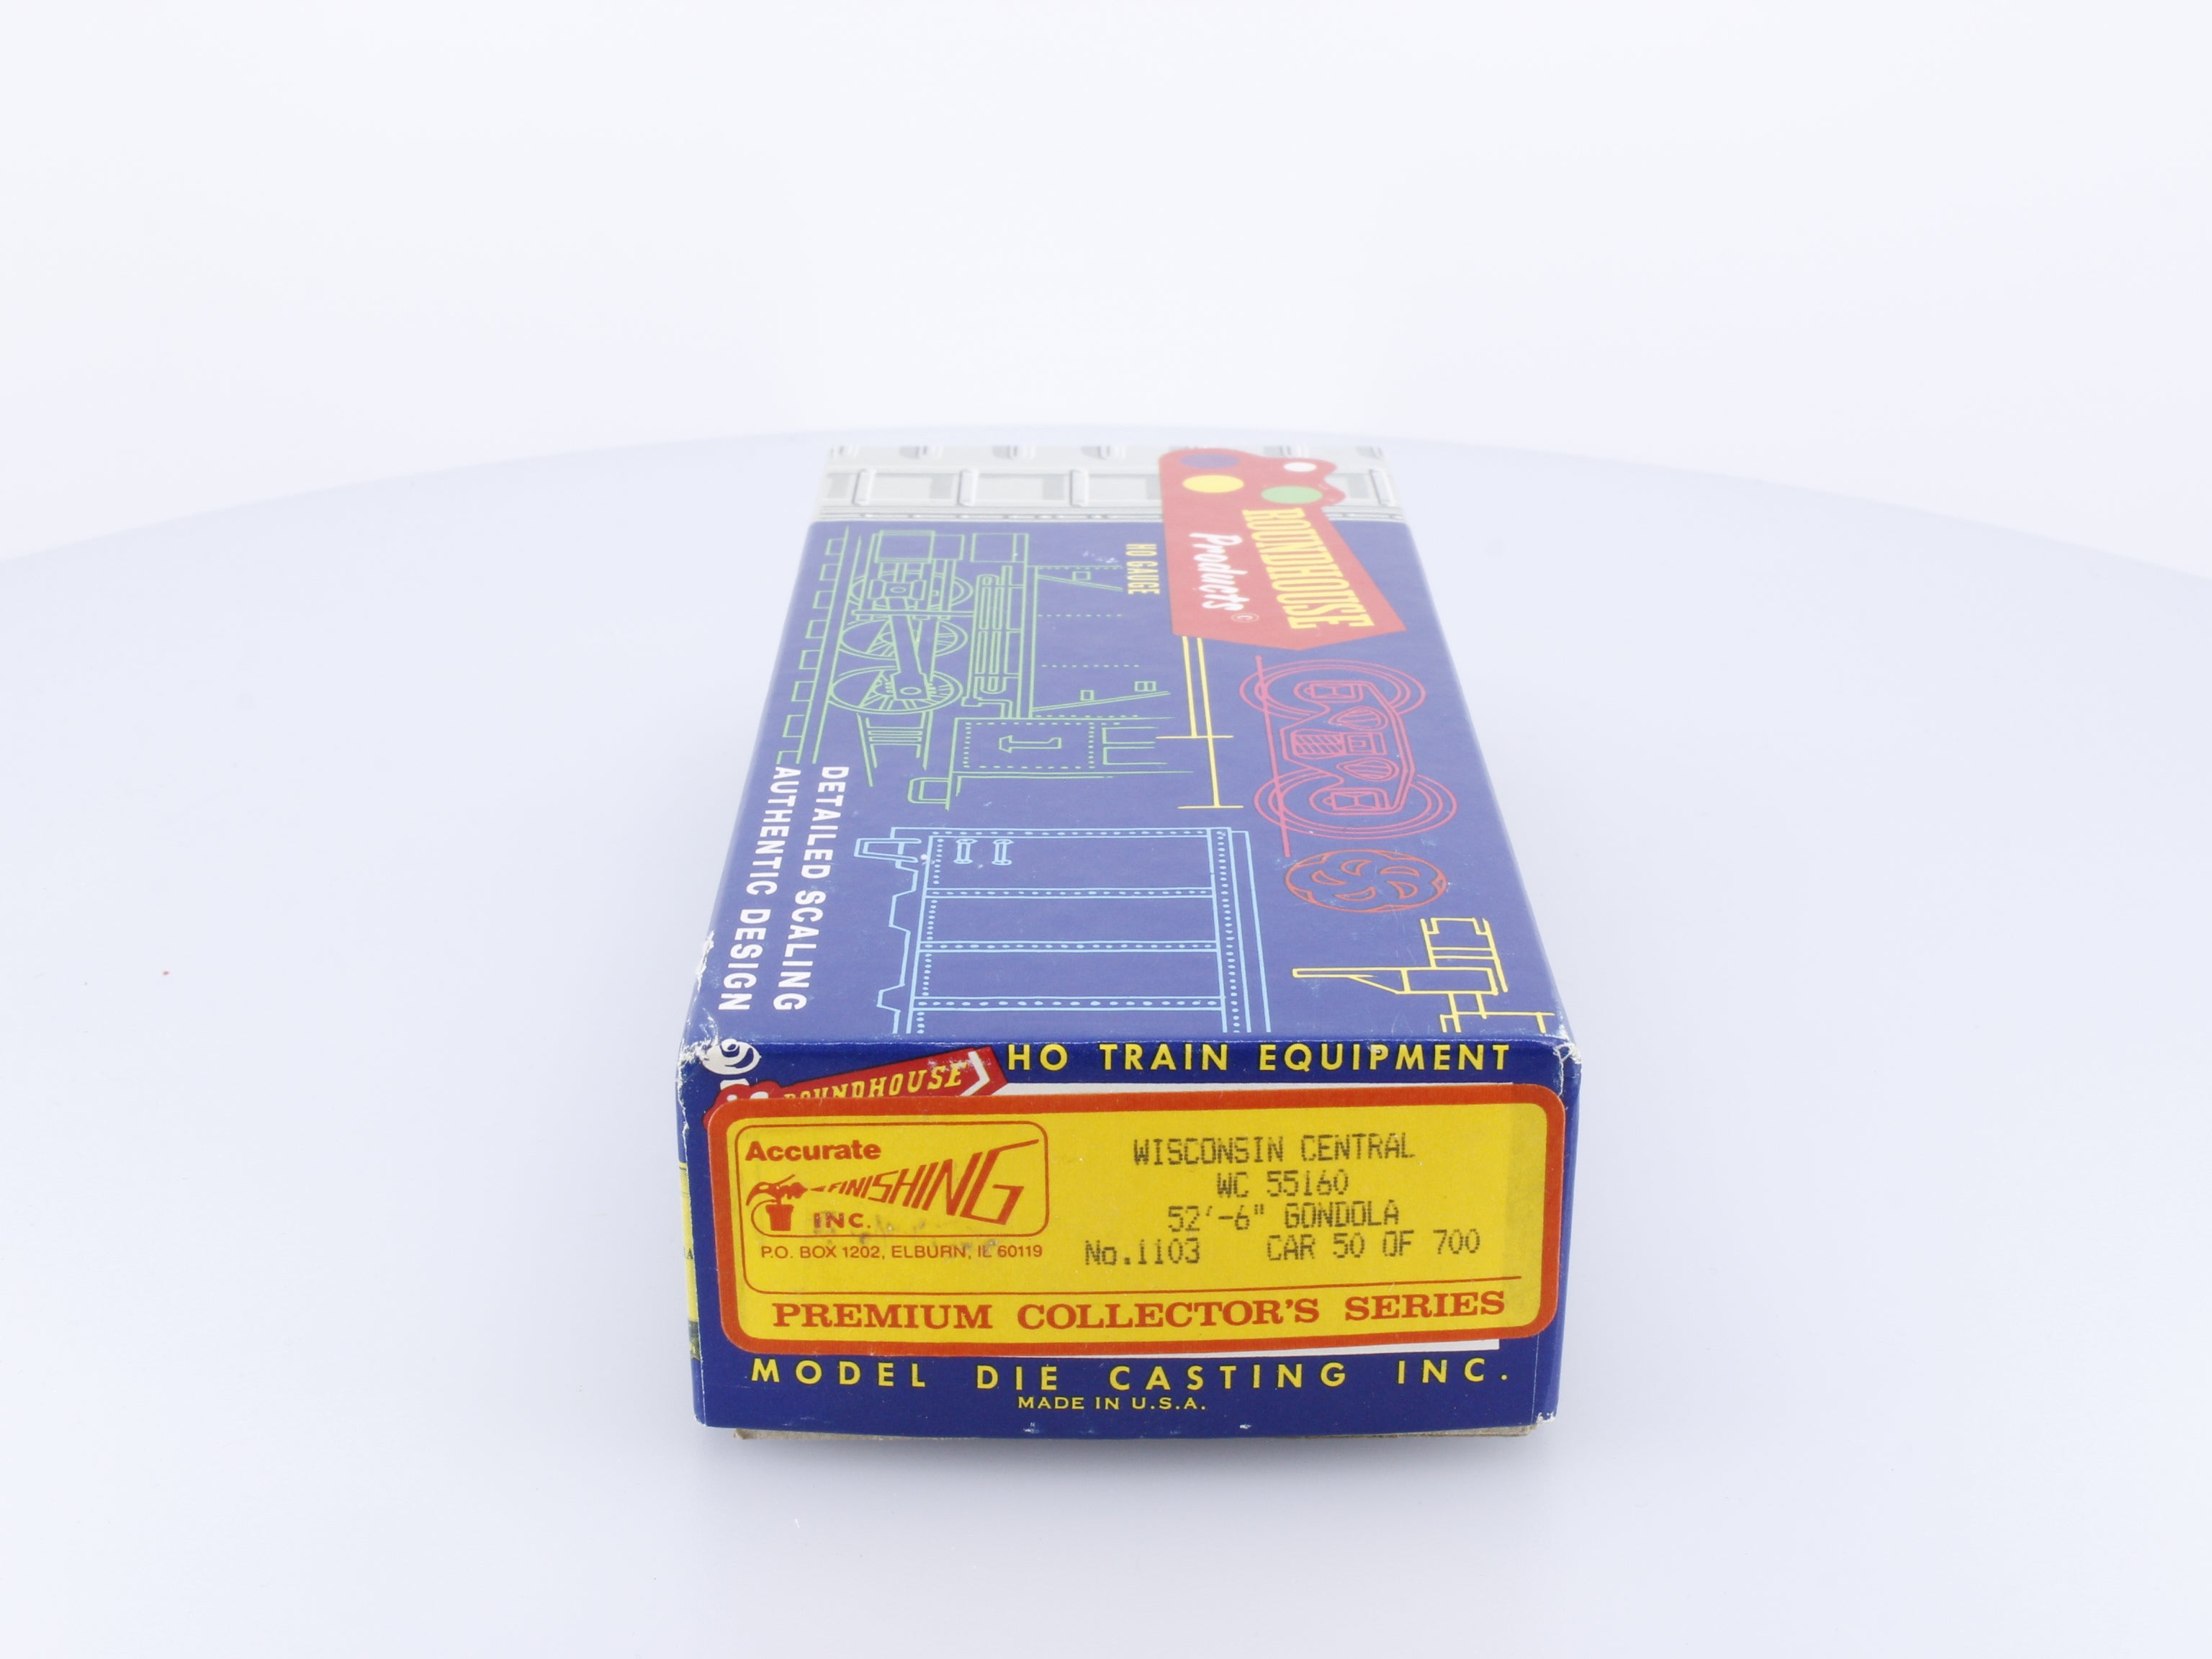 ROUNDHOUSE
Products ©
HO GAUGE
DETAILED SCALING
AUTHENTIC DESIGN
HO TRAIN EQUIPMENT
ROUNDHOUSE
Accurate
FINISHING
INC.
P.O. BOX 1202, ELBURN, IL 60119
WISCONSIN CENTRAL
WC 55160
52'-6" GONDOLA
No.1103 CAR 50 OF 700
PREMIUM COLLECTOR'S SERIES
MODEL DIE CASTING INC.
MADE IN U.S.A.